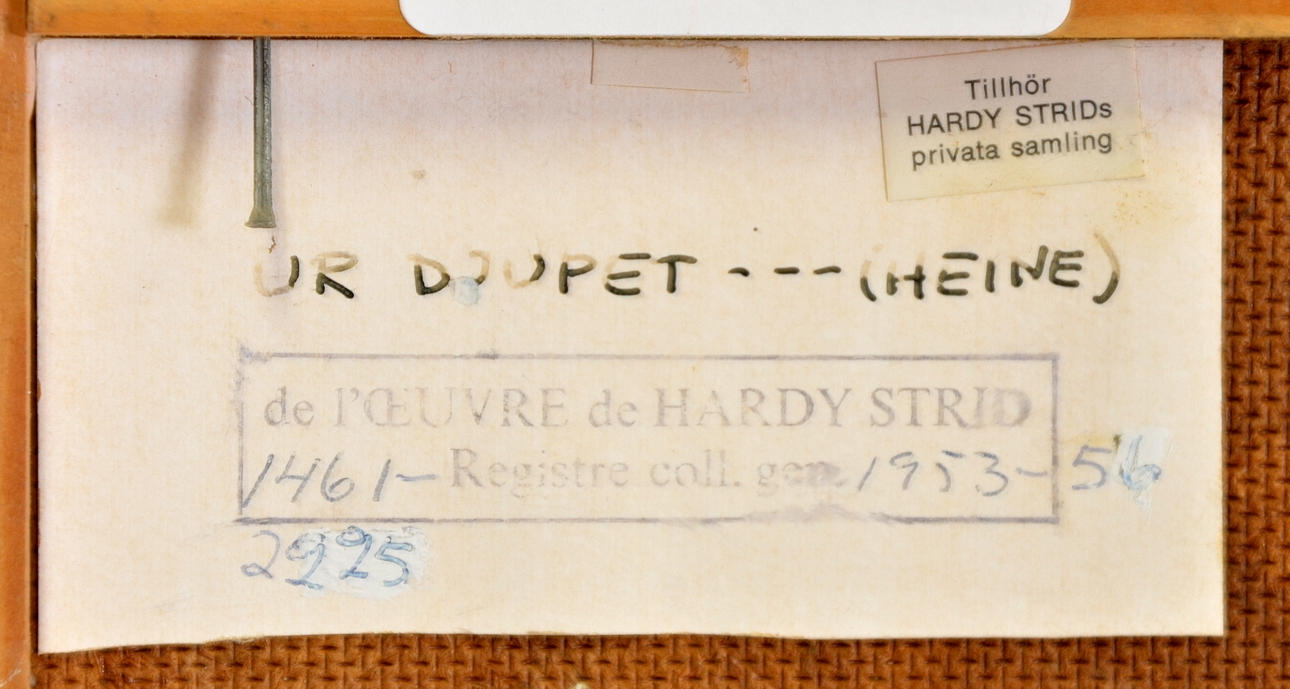 Tillhör
HARDY STRIDs
privata samling
UR DJUPET --- (HEINE)
de l'ŒUVRE de HARDY STRID
1461- Registre coll. gen. 1953-56
2225